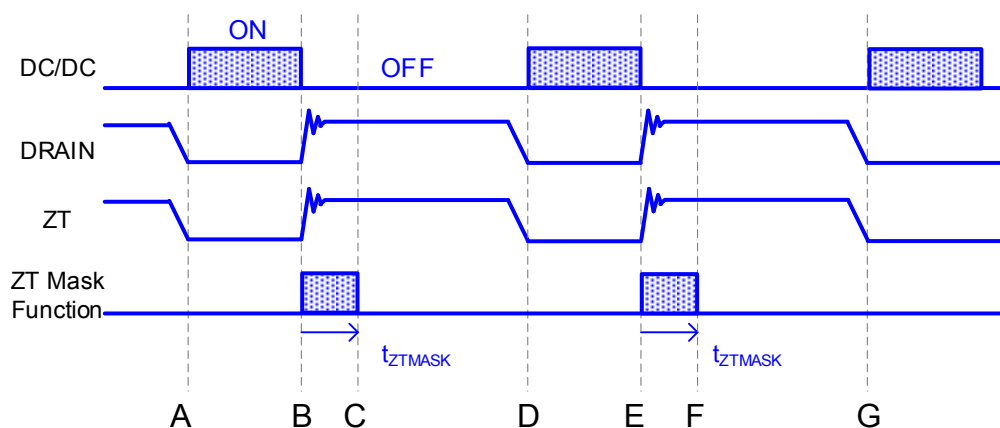 ON
DC/DC
OFF
DRAIN
ZT
ZT Mask
Function
tZTMASK
tZTMASK
A
B
C
D
E
F
G